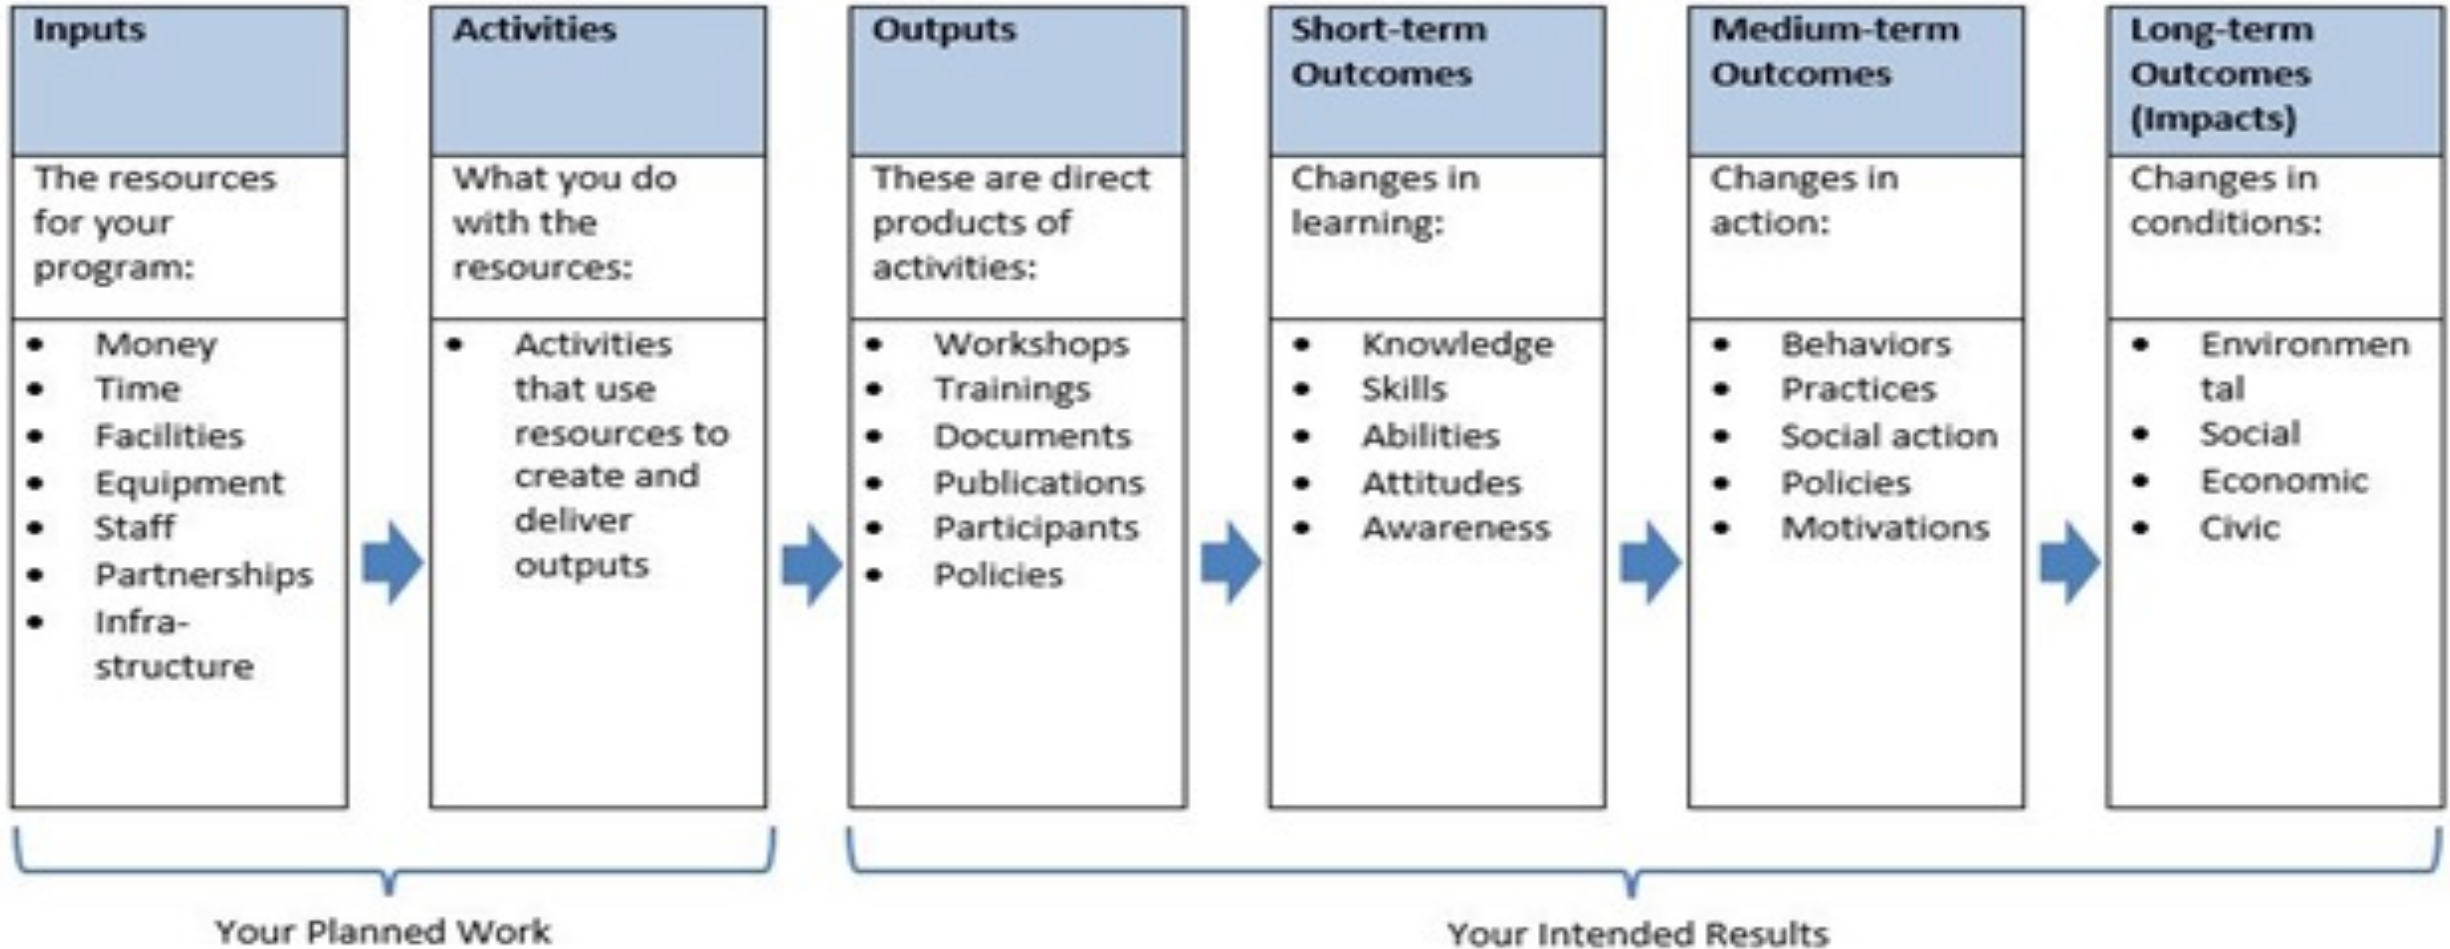 Inputs
The resources
for your
program:
• Money
• Time
• Facilities
• Equipment
• Staff
• Partnerships
• Infra-
structure
Activities
What you do
with the
resources:
• Activities
that use
resources to
create and
deliver
outputs
Outputs
These are direct
products of
activities:
• Workshops
• Trainings
• Documents
• Publications
• Participants
• Policies
Short-term
Outcomes
Changes in
learning:
• Knowledge
• Skills
• Abilities
• Attitudes
• Awareness
Medium-term
Outcomes
Changes in
action:
• Behaviors
• Practices
• Social action
• Policies
• Motivations
Long-term
Outcomes
(Impacts)
Changes in
conditions:
• Environmen
tal
• Social
• Economic
• Civic
Your Planned Work
Your Intended Results